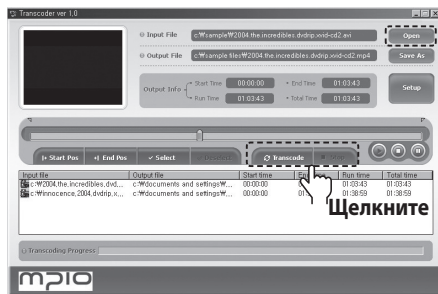 Transcoder ver 1.0
Input File c:₩sample₩2004.the.incredibles.dvdrip.xvid-cd2.avi Open
Output File c:₩sample files₩2004.the.incredibles.dvdrip.xvid-cd2.mp4 Save As
Output Info Start Time 00:00:00 End Time 01:03:43 Setup
Run Time 01:03:43 Total Time 01:03:43
Start Pos End Pos Select Transcode
Input file Output file Start time Run time Total time
c:₩2004,the,incredibles,dvd,,, c:₩documents and settings₩,,, 00:00:00 01:03:43 01:03:43
c:₩innocence,2004,dvdrip,x,,, c:₩documents and settings₩,,, 00:00:00 01:38:59 01:38:59
Щелкните
Transcoding Progress
mpio